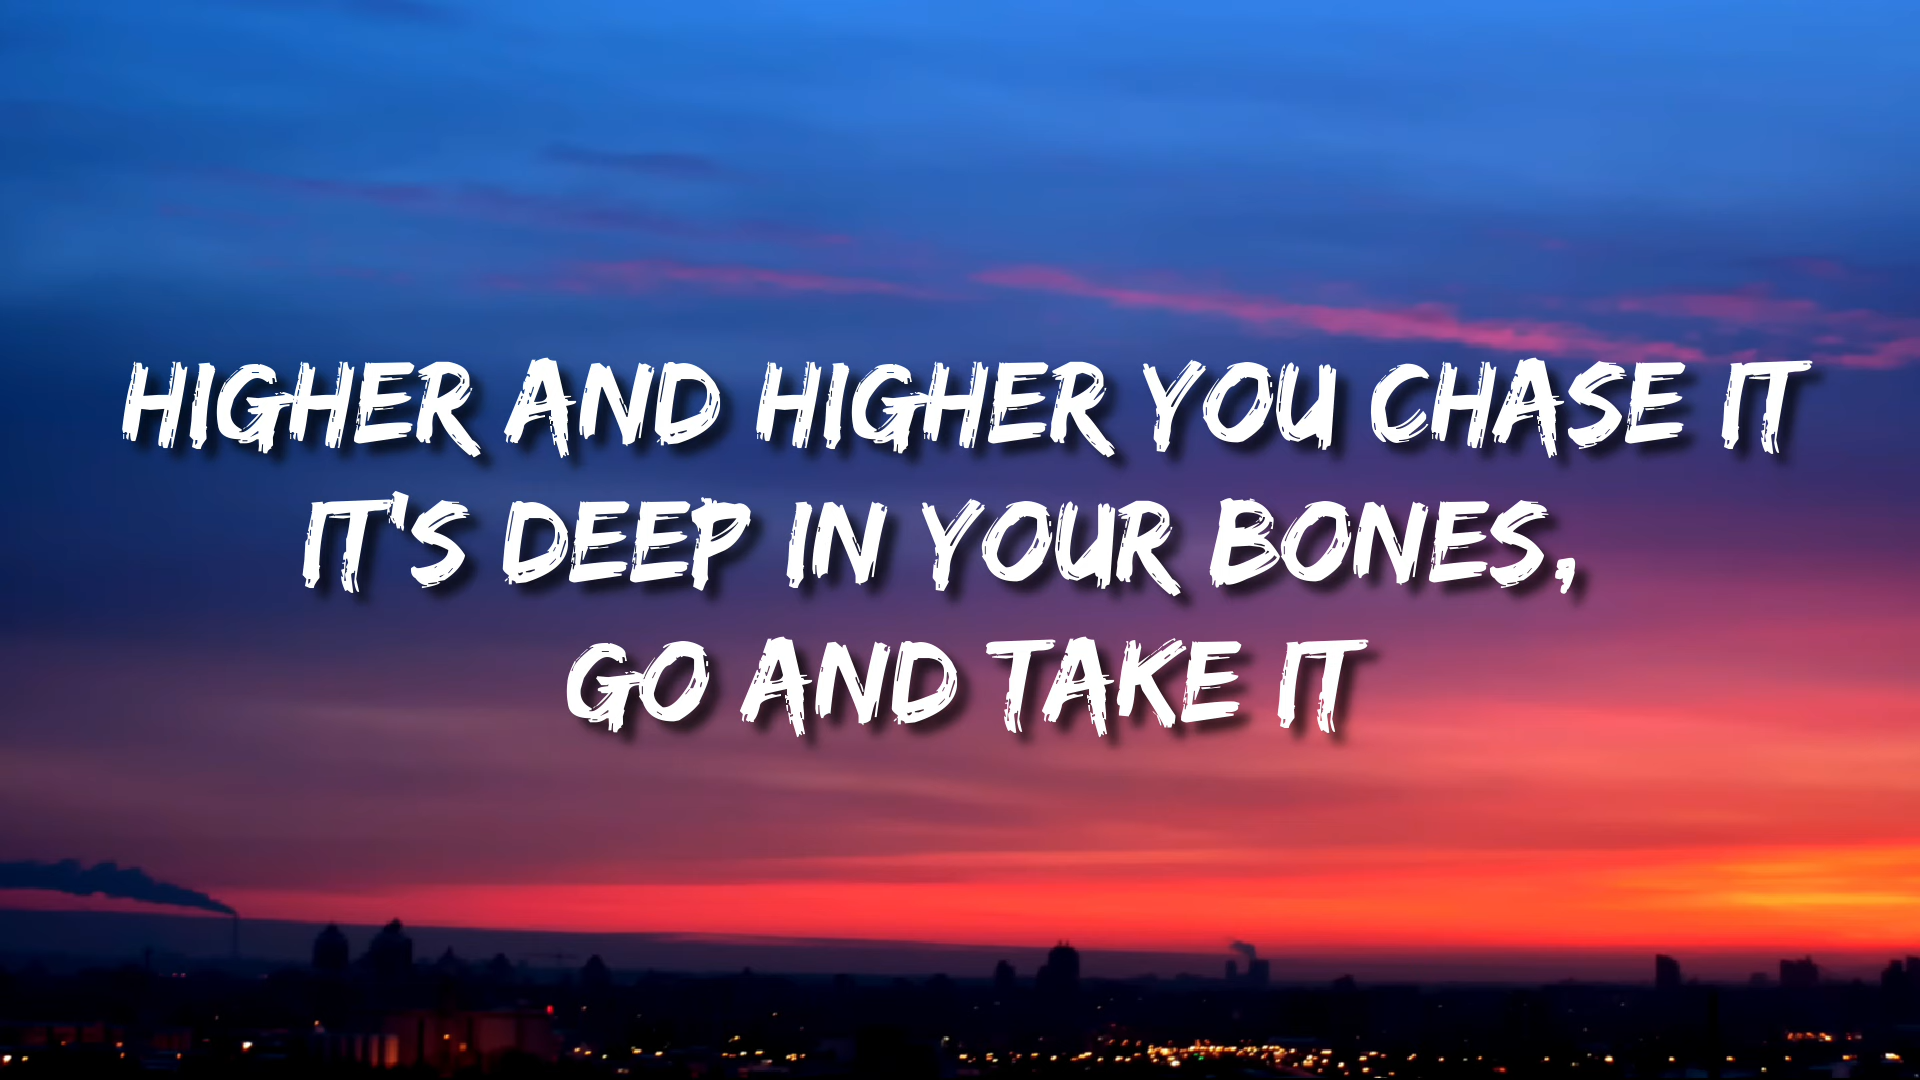 HIGHER AND HIGHER YOU CHASE IT
IT'S DEEP IN YOUR BONES,
GO AND TAKE IT